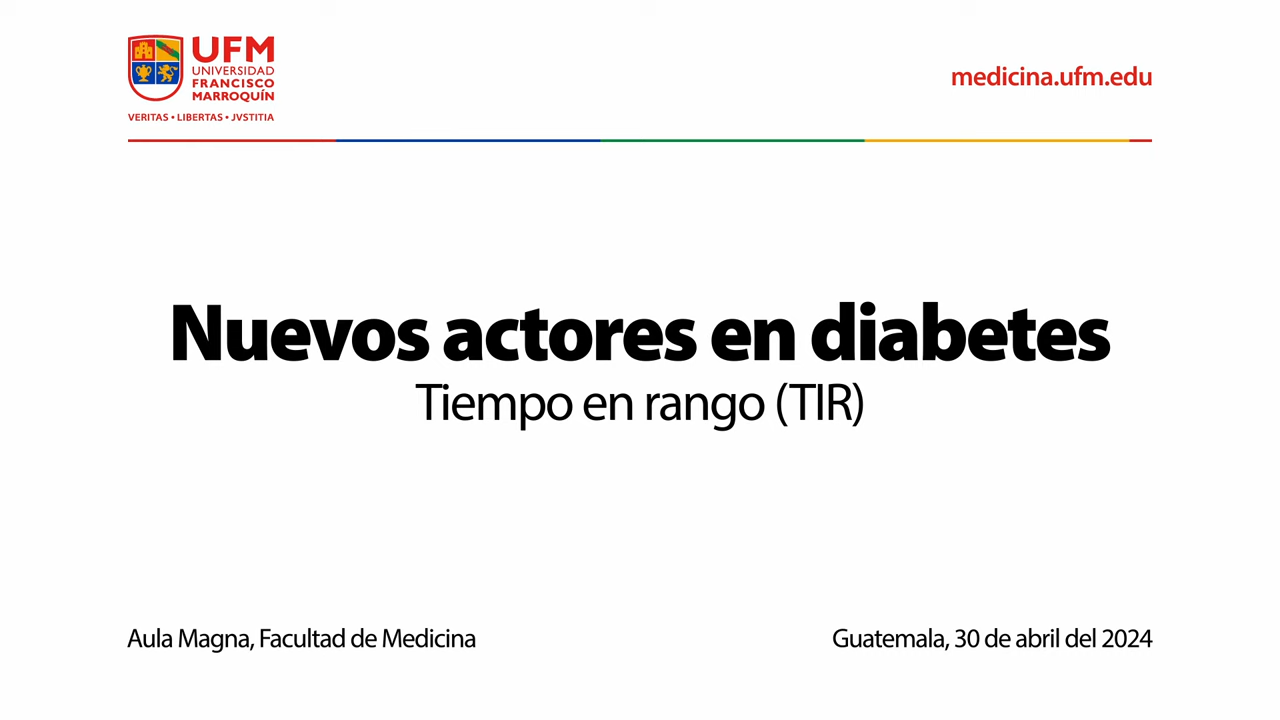 UFM
UNIVERSIDAD
FRANCISCO
MARROQUÍN
VERITAS • LIBERTAS • JVSTITIA
medicina.ufm.edu
Nuevos actores en diabetes
Tiempo en rango (TIR)
Aula Magna, Facultad de Medicina
Guatemala, 30 de abril del 2024